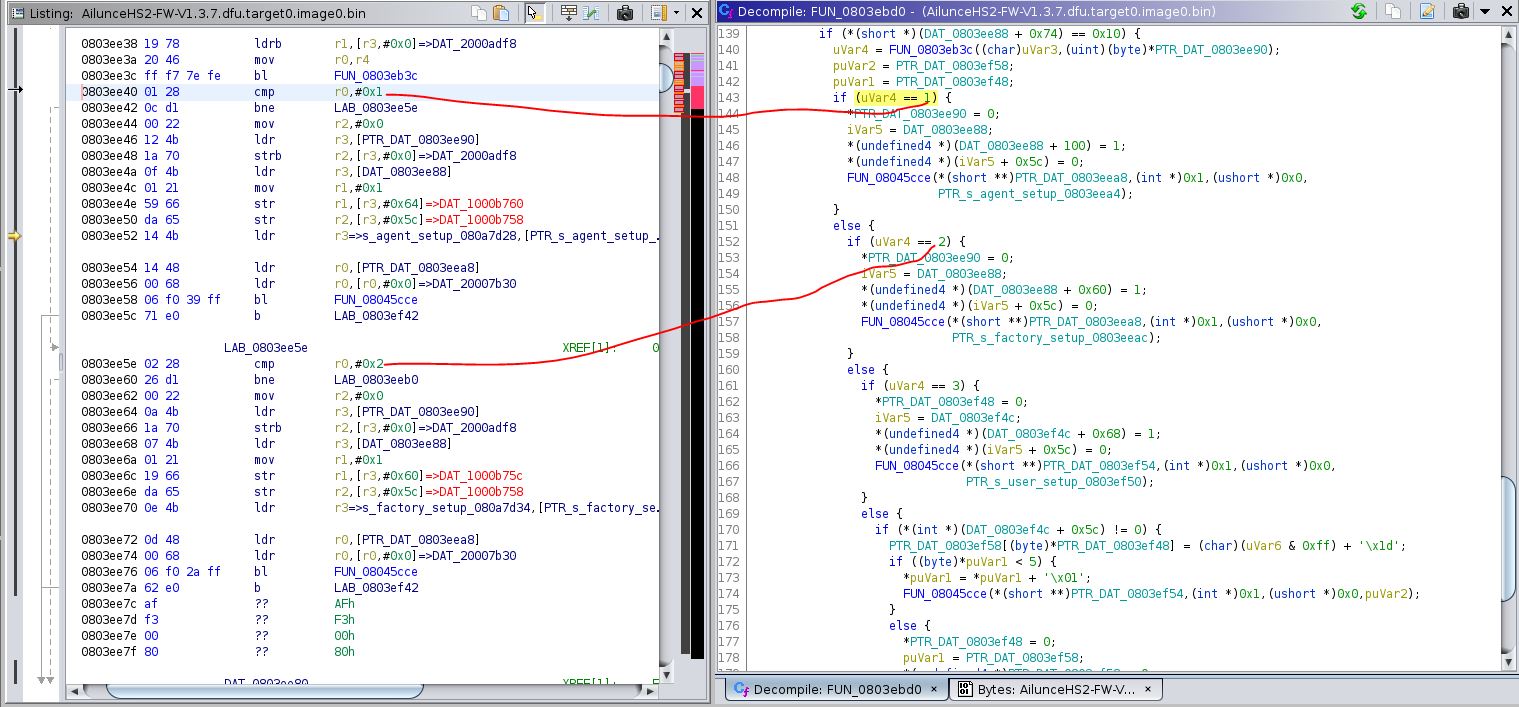 Listing: AilunceHS2-FW-V1.3.7.dfu.target0.image0.bin
0803ee38 19 78 ldrb r1,[r3,#0x0]=>DAT_2000adf8
0803ee3a 20 46 mov r0,r4
0803ee3c ff f7 7e fe bl FUN_0803eb3c
0803ee40 01 28 cmp r0,#0x1
0803ee42 0c d1 bne LAB_0803ee5e
0803ee44 00 22 mov r2,#0x0
0803ee46 12 4b ldr r3,[PTR_DAT_0803ee90]
0803ee48 1a 70 strb r2,[r3,#0x0]=>DAT_2000adf8
0803ee4a 0f 4b ldr r3,[DAT_0803ee88]
0803ee4c 01 21 mov r1,#0x1
0803ee4e 59 66 str r1,[r3,#0x64]=>DAT_1000b760
0803ee50 da 65 str r2,[r3,#0x5c]=>DAT_1000b758
0803ee52 14 4b ldr r3=>s_agent_setup_080a7d28,[PTR_s_agent_setup_.
0803ee54 14 48 ldr r0,[PTR_DAT_0803eea8]
0803ee56 00 68 ldr r0,[r0,#0x0]=>DAT_20007b30
0803ee58 06 f0 39 ff bl FUN_08045cce
0803ee5c 71 e0 b LAB_0803ef42
LAB_0803ee5e XREF[1]: 0
0803ee5e 02 28 cmp r0,#0x2
0803ee60 26 d1 bne LAB_0803eeb0
0803ee62 00 22 mov r2,#0x0
0803ee64 0a 4b ldr r3,[PTR_DAT_0803ee90]
0803ee66 1a 70 strb r2,[r3,#0x0]=>DAT_2000adf8
0803ee68 07 4b ldr r3,[DAT_0803ee88]
0803ee6a 01 21 mov r1,#0x1
0803ee6c 19 66 str r1,[r3,#0x60]=>DAT_1000b75c
0803ee6e da 65 str r2,[r3,#0x5c]=>DAT_1000b758
0803ee70 0e 4b ldr r3=>s_factory_setup_080a7d34,[PTR_s_factory_se.
0803ee72 0d 48 ldr r0,[PTR_DAT_0803eea8]
0803ee74 00 68 ldr r0,[r0,#0x0]=>DAT_20007b30
0803ee76 06 f0 2a ff bl FUN_08045cce
0803ee7a 62 e0 b LAB_0803ef42
0803ee7c af ?? AFh
0803ee7d f3 ?? F3h
0803ee7e 00 ?? 00h
0803ee7f 80 ?? 80h
DAT_0803ee80 XREF[1]:
Decompile: FUN_0803ebd0 - (AilunceHS2-FW-V1.3.7.dfu.target0.image0.bin)
139 if (*(short *)(DAT_0803ee88 + 0x74) == 0x10) {
140 uVar4 = FUN_0803eb3c((char)uVar3,(uint)(byte)*PTR_DAT_0803ee90);
141 puVar2 = PTR_DAT_0803ef58;
142 puVar1 = PTR_DAT_0803ef48;
143 if (uVar4 == 1) {
144 *PTR_DAT_0803ee90 = 0;
145 iVar5 = DAT_0803ee88;
146 *(undefined4 *)(DAT_0803ee88 + 100) = 1;
147 *(undefined4 *)(iVar5 + 0x5c) = 0;
148 FUN_08045cce(*(short **)PTR_DAT_0803eea8,(int *)0x1,(ushort *)0x0,
149 PTR_s_agent_setup_0803eea4);
150 }
151 else {
152 if (uVar4 == 2) {
153 *PTR_DAT_0803ee90 = 0;
154 iVar5 = DAT_0803ee88;
155 *(undefined4 *)(DAT_0803ee88 + 0x60) = 1;
156 *(undefined4 *)(iVar5 + 0x5c) = 0;
157 FUN_08045cce(*(short **)PTR_DAT_0803eea8,(int *)0x1,(ushort *)0x0,
158 PTR_s_factory_setup_0803eeac);
159 }
160 else {
161 if (uVar4 == 3) {
162 *PTR_DAT_0803ef48 = 0;
163 iVar5 = DAT_0803ef4c;
164 *(undefined4 *)(DAT_0803ef4c + 0x68) = 1;
165 *(undefined4 *)(iVar5 + 0x5c) = 0;
166 FUN_08045cce(*(short **)PTR_DAT_0803ef54,(int *)0x1,(ushort *)0x0,
167 PTR_s_user_setup_0803ef50);
168 }
169 else {
170 if (*(int *)(DAT_0803ef4c + 0x5c) != 0) {
171 PTR_DAT_0803ef58[(byte)*PTR_DAT_0803ef48] = (char)(uVar6 & 0xff) + '\x1d';
172 if ((byte)*puVar1 < 5) {
173 *puVar1 = *puVar1 + '\x01';
174 FUN_08045cce(*(short **)PTR_DAT_0803ef54,(int *)0x1,(ushort *)0x0,puVar2);
175 }
176 else {
177 *PTR_DAT_0803ef48 = 0;
178 puVar1 = PTR_DAT_0803ef58;
Decompile: FUN_0803ebd0 ×
Bytes: AilunceHS2-FW-V... ×